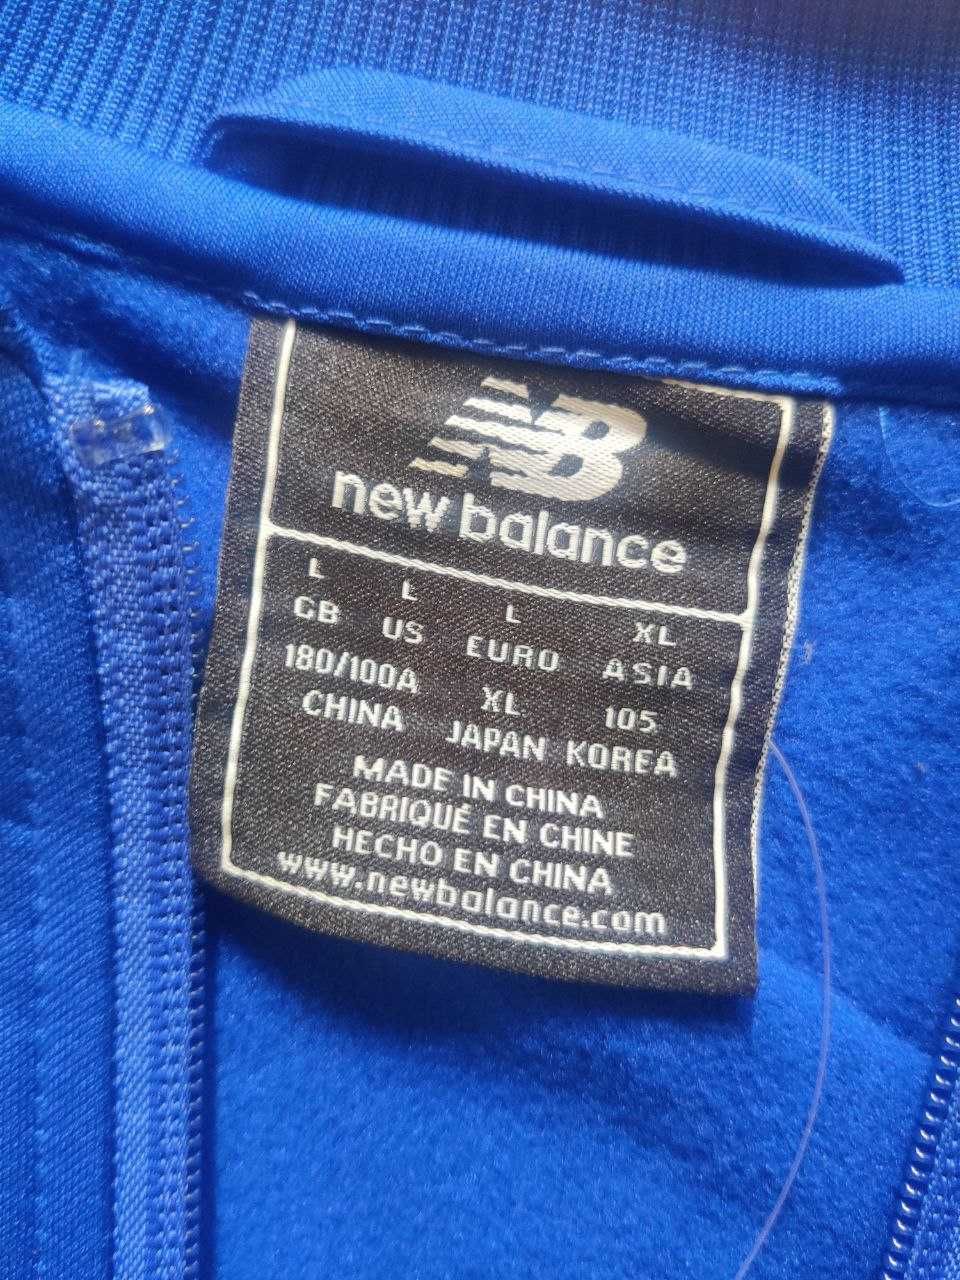 NB
new balance
L L L XL
GB US EURO ASIA
180/100A XL 105
CHINA JAPAN KOREA
MADE IN CHINA
FABRIQUÉ EN CHINE
HECHO EN CHINA
www.newbalance.com